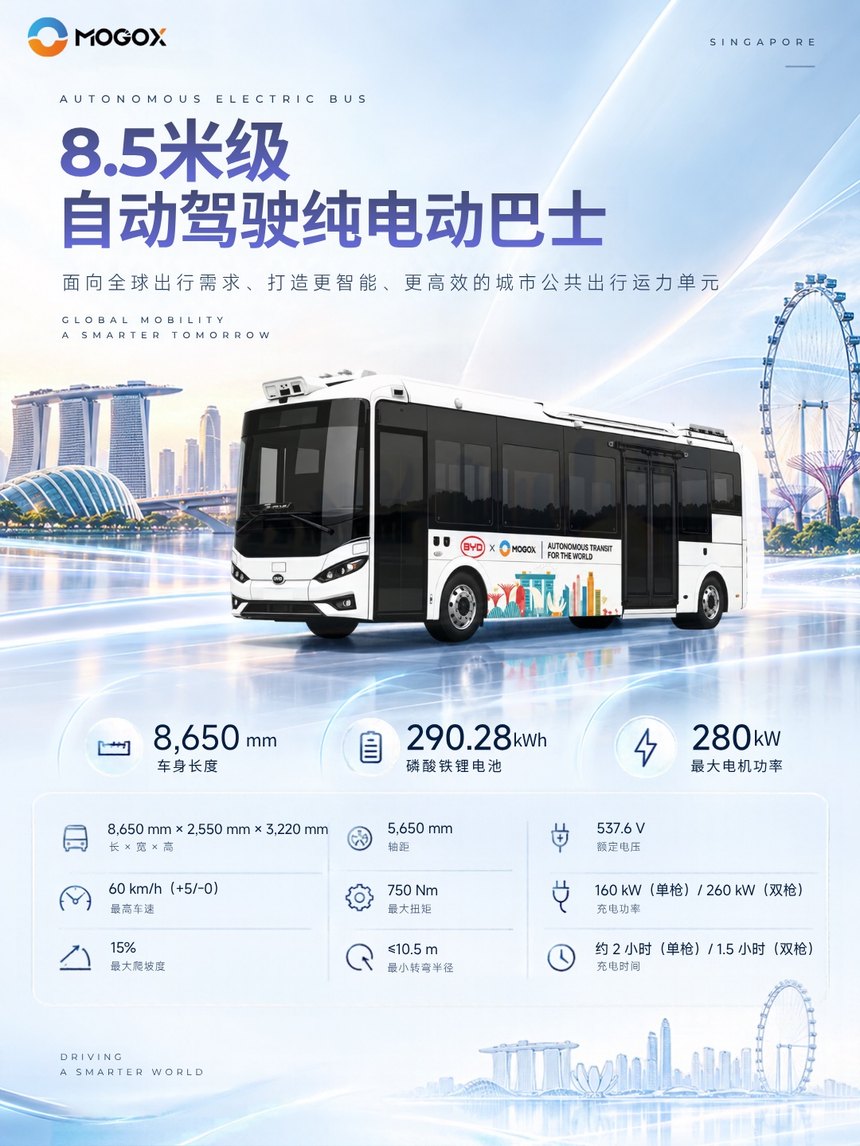 MOGOX
SINGAPORE
AUTONOMOUS ELECTRIC BUS
8.5米级
自动驾驶纯电动巴士
面向全球出行需求、打造更智能、更高效的城市公共出行运力单元
GLOBAL MOBILITY
A SMARTER TOMORROW
BYD
BYD X MOGOX
AUTONOMOUS TRANSIT
FOR THE WORLD
8,650 mm
车身长度
290.28kWh
磷酸铁锂电池
280kW
最大电机功率
8,650 mm × 2,550 mm × 3,220 mm
长 × 宽 × 高
5,650 mm
轴距
537.6 V
额定电压
60 km/h（+5/-0）
最高车速
750 Nm
最大扭矩
160 kW（单枪）/ 260 kW（双枪）
充电功率
15%
最大爬坡度
≤10.5 m
最小转弯半径
约 2 小时（单枪）/ 1.5 小时（双枪）
充电时间
DRIVING
A SMARTER WORLD